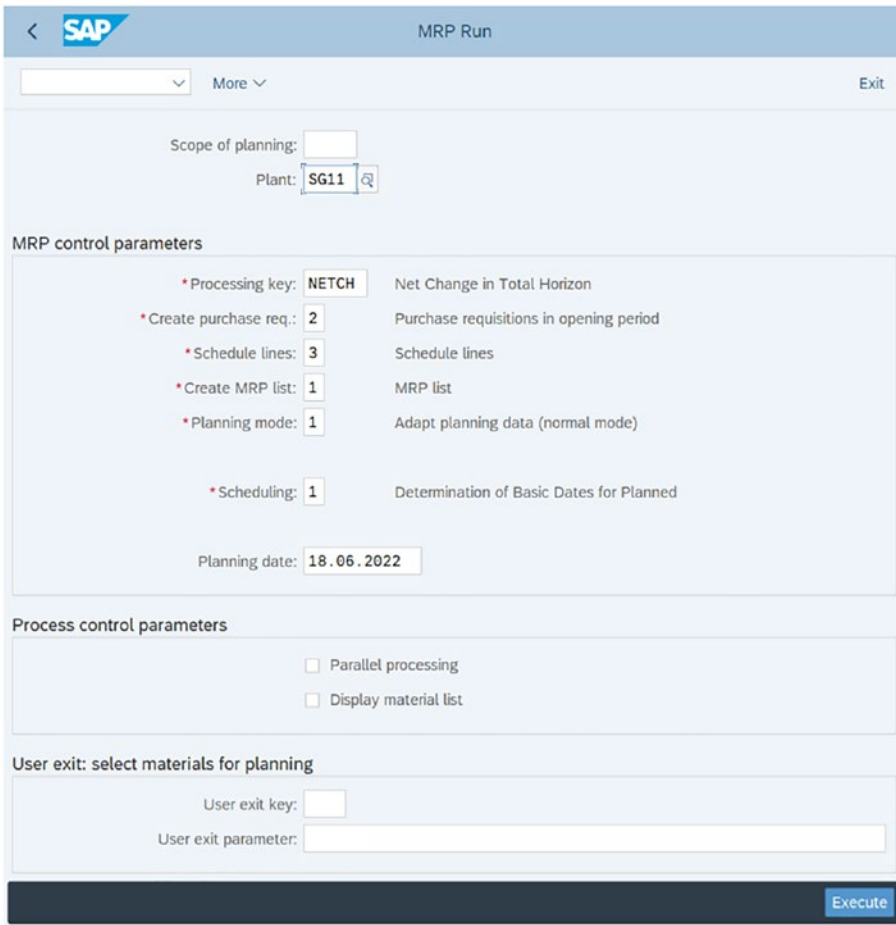 SAP MRP Run
More Exit
Scope of planning:
Plant: SG11
MRP control parameters
*Processing key: NETCH Net Change in Total Horizon
*Create purchase req.: 2 Purchase requisitions in opening period
*Schedule lines: 3 Schedule lines
*Create MRP list: 1 MRP list
*Planning mode: 1 Adapt planning data (normal mode)
*Scheduling: 1 Determination of Basic Dates for Planned
Planning date: 18.06.2022
Process control parameters
Parallel processing
Display material list
User exit: select materials for planning
User exit key:
User exit parameter:
Execute